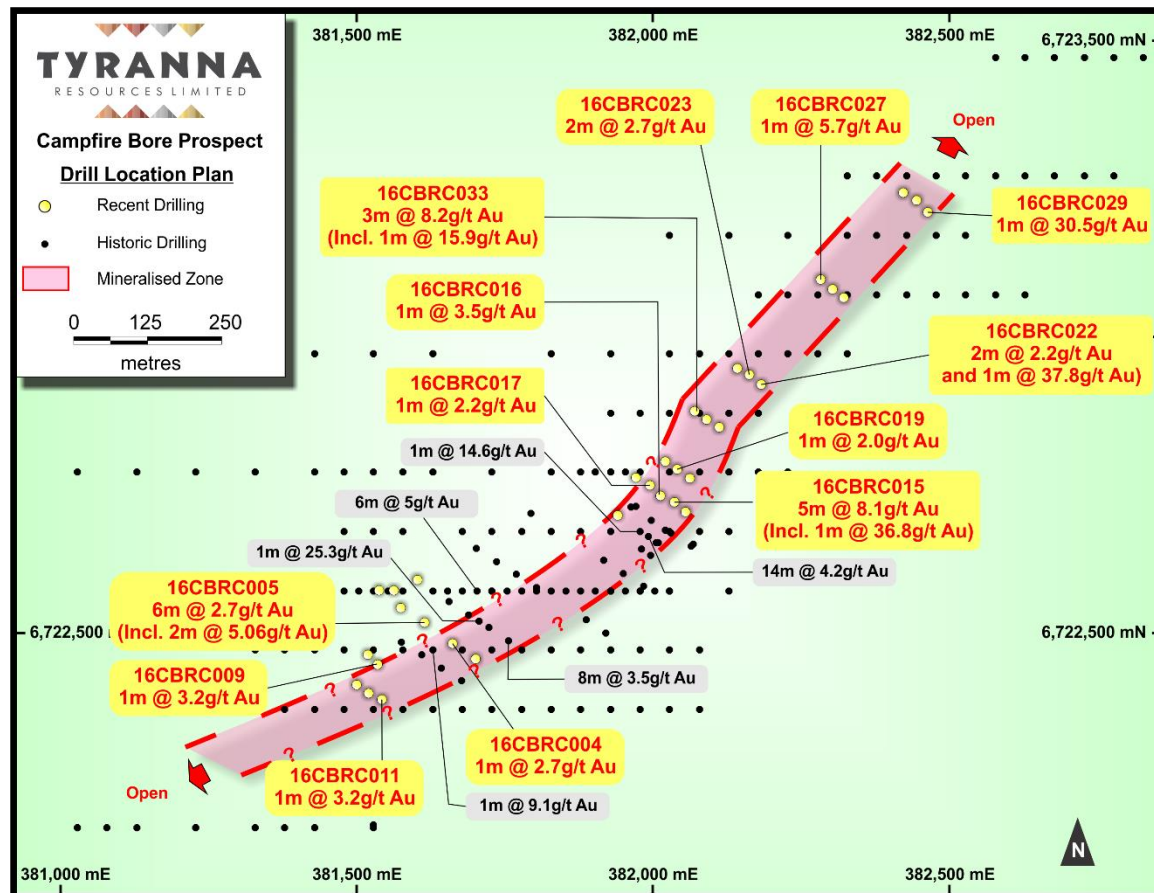 381,500 mE
382,000 mE
382,500 mE
6,723,500 mN
TYRANNA
RESOURCES LIMITED
Campfire Bore Prospect
Drill Location Plan
Recent Drilling
Historic Drilling
Mineralised Zone
0 125 250
metres
16CBRC023
2m @ 2.7g/t Au
16CBRC027
1m @ 5.7g/t Au
Open
16CBRC033
3m @ 8.2g/t Au
(Incl. 1m @ 15.9g/t Au)
16CBRC029
1m @ 30.5g/t Au
16CBRC016
1m @ 3.5g/t Au
16CBRC022
2m @ 2.2g/t Au
and 1m @ 37.8g/t Au)
16CBRC017
1m @ 2.2g/t Au
16CBRC019
1m @ 2.0g/t Au
1m @ 14.6g/t Au
?
?
16CBRC015
5m @ 8.1g/t Au
(Incl. 1m @ 36.8g/t Au)
6m @ 5g/t Au
?
1m @ 25.3g/t Au
?
14m @ 4.2g/t Au
16CBRC005
6m @ 2.7g/t Au
(Incl. 2m @ 5.06g/t Au)
?
?
6,722,500 mN
?
6,722,500 mN
16CBRC009
1m @ 3.2g/t Au
?
?
8m @ 3.5g/t Au
?
?
16CBRC004
1m @ 2.7g/t Au
Open
16CBRC011
1m @ 3.2g/t Au
1m @ 9.1g/t Au
N
381,000 mE
381,500 mE
382,000 mE
382,500 mE